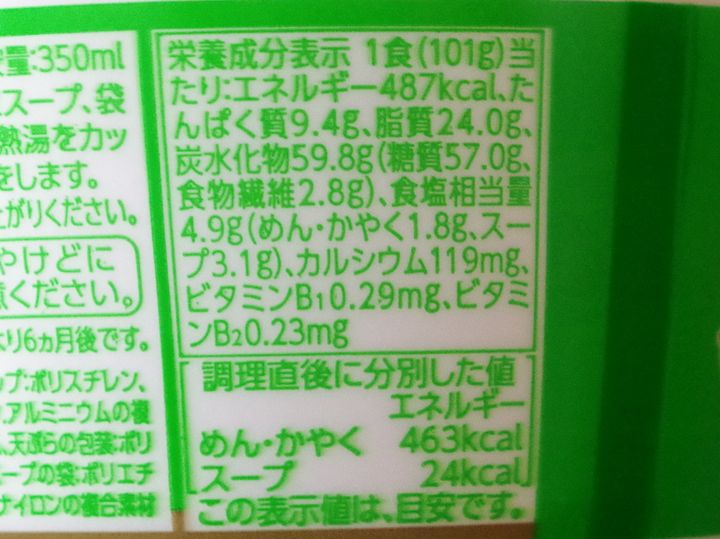 量:350ml
スープ、袋
熱湯をカッ
をします。
がりください。
やけどに
ください。
り6ヵ月後です。
プ:ポリスチレン、
アルミニウムの複
天ぷらの包装:ポリ
ープの袋:ポリエチ
ナイロンの複合素材
栄養成分表示 1食(101g)当
たり:エネルギー487kcal、た
んぱく質9.4g、脂質24.0g、
炭水化物59.8g(糖質57.0g、
食物繊維2.8g)、食塩相当量
4.9g(めん・かやく1.8g、スー
プ3.1g)、カルシウム119mg、
ビタミンB1 0.29mg、ビタミ
ンB2 0.23mg
調理直後に分別した値
エネルギー
めん・かやく 463kcal
スープ 24kcal
この表示値は、目安です。